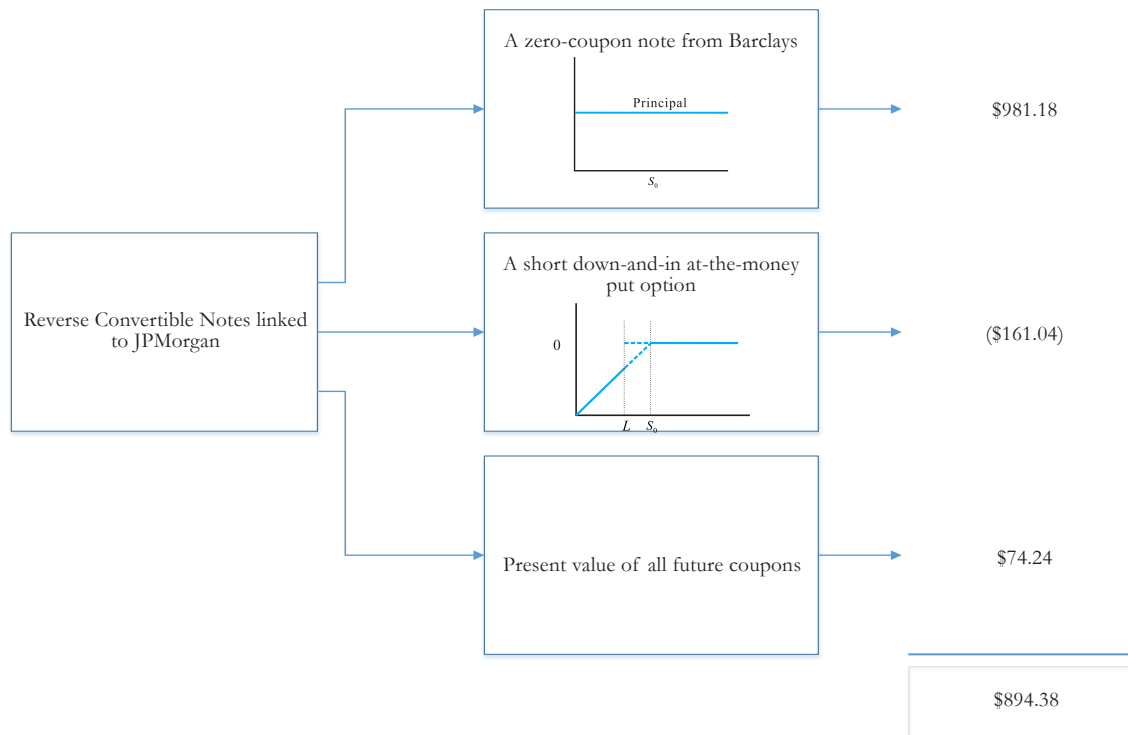 A zero-coupon note from Barclays
Principal
S₀
$981.18
Reverse Convertible Notes linked
to JPMorgan
A short down-and-in at-the-money
put option
0
L S₀
($161.04)
Present value of all future coupons
$74.24
$894.38